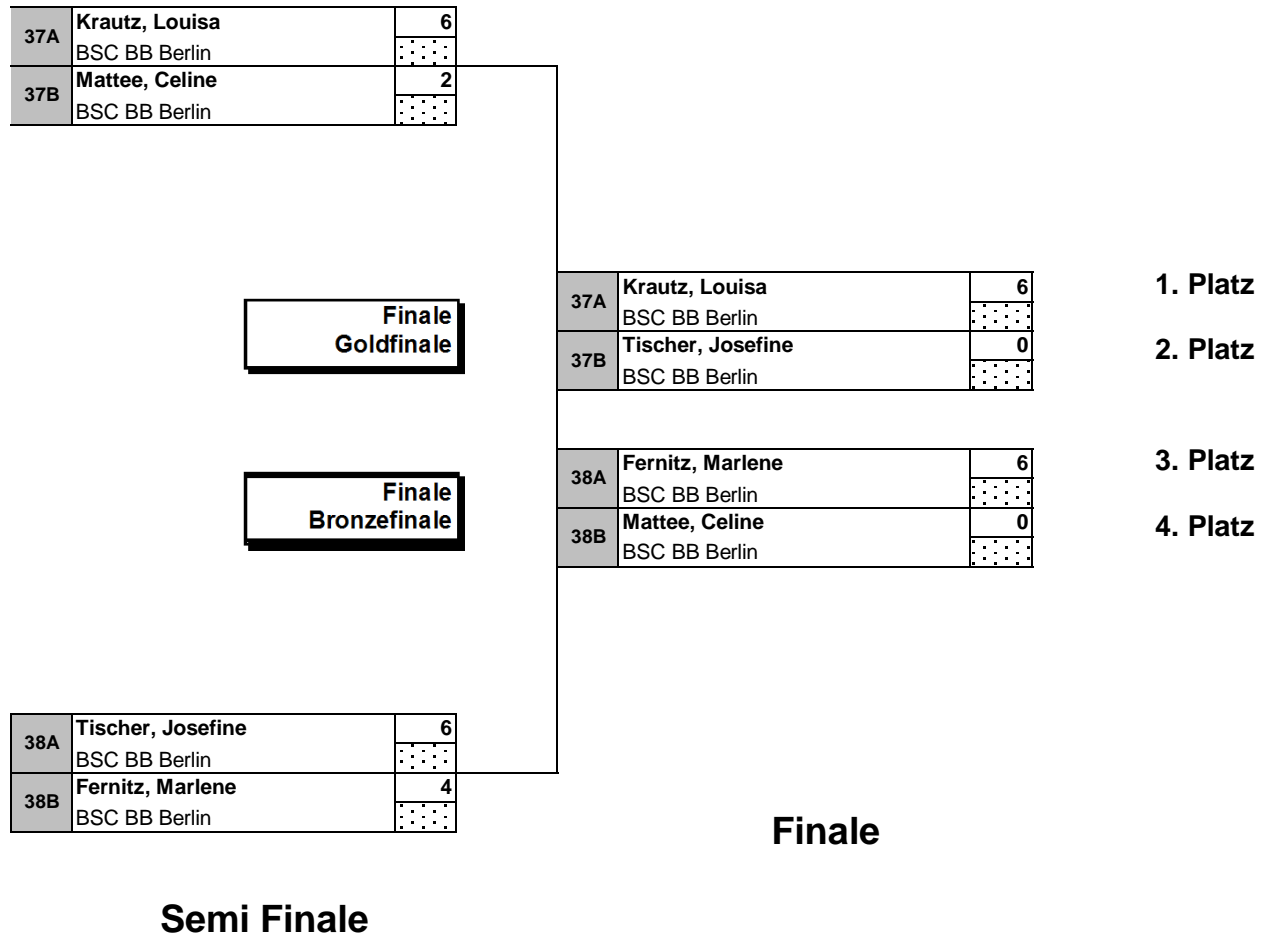 37A Krautz, Louisa 6
BSC BB Berlin
37B Mattee, Celine 2
BSC BB Berlin
Finale
Goldfinale
37A Krautz, Louisa 6
BSC BB Berlin
37B Tischer, Josefine 0
BSC BB Berlin
1. Platz
2. Platz
Finale
Bronzefinale
38A Fernitz, Marlene 6
BSC BB Berlin
38B Mattee, Celine 0
BSC BB Berlin
3. Platz
4. Platz
38A Tischer, Josefine 6
BSC BB Berlin
38B Fernitz, Marlene 4
BSC BB Berlin
Finale
Semi Finale